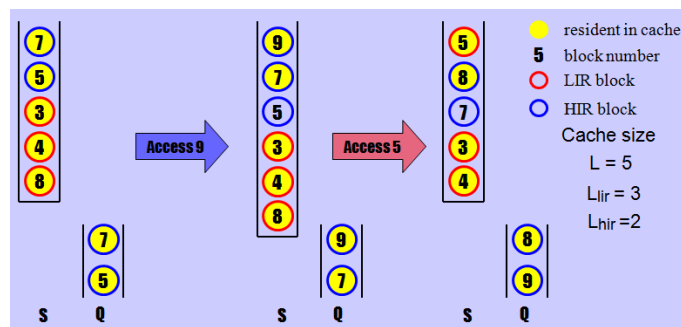 7
5
3
4
8
7
5
S Q
Access 9
9
7
5
3
4
8
9
7
S Q
Access 5
5
8
7
3
4
8
9
S Q
resident in cache
5 block number
LIR block
HIR block
Cache size
L = 5
Llir = 3
Lhir =2